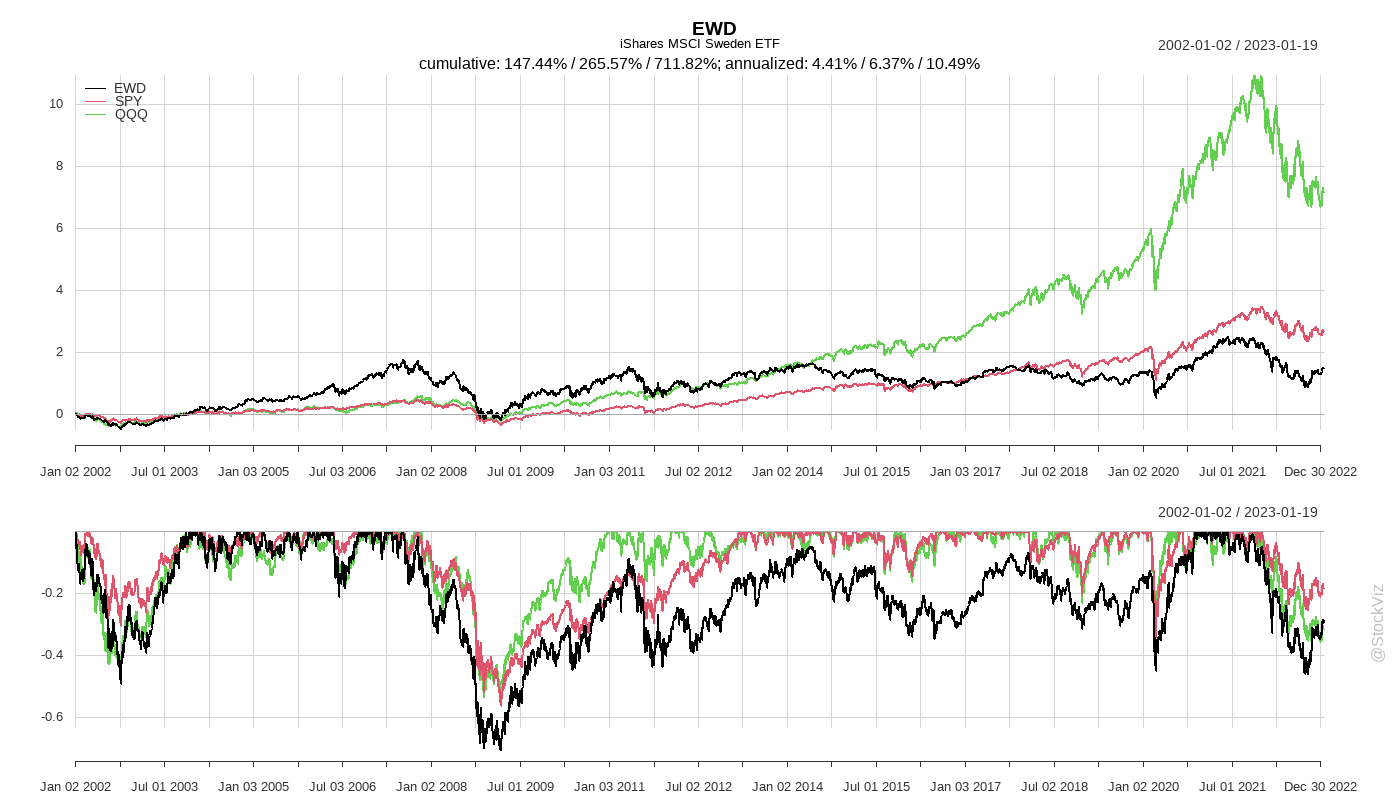 EWD
iShares MSCI Sweden ETF
2002-01-02 / 2023-01-19
cumulative: 147.44% / 265.57% / 711.82%; annualized: 4.41% / 6.37% / 10.49%
EWD
SPY
QQQ
10
8
6
4
2
0
Jan 02 2002 Jul 01 2003 Jan 03 2005 Jul 03 2006 Jan 02 2008 Jul 01 2009 Jan 03 2011 Jul 02 2012 Jan 02 2014 Jul 01 2015 Jan 03 2017 Jul 02 2018 Jan 02 2020 Jul 01 2021 Dec 30 2022
2002-01-02 / 2023-01-19
-0.2
-0.4
-0.6
Jan 02 2002 Jul 01 2003 Jan 03 2005 Jul 03 2006 Jan 02 2008 Jul 01 2009 Jan 03 2011 Jul 02 2012 Jan 02 2014 Jul 01 2015 Jan 03 2017 Jul 02 2018 Jan 02 2020 Jul 01 2021 Dec 30 2022
@StockViz